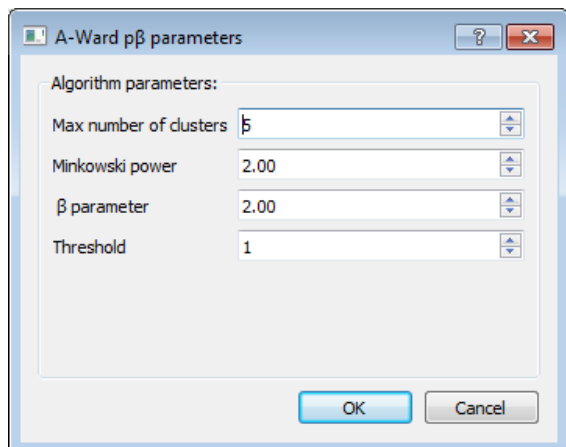 A-Ward pβ parameters
Algorithm parameters:
Max number of clusters 5
Minkowski power 2.00
β parameter 2.00
Threshold 1
OK Cancel